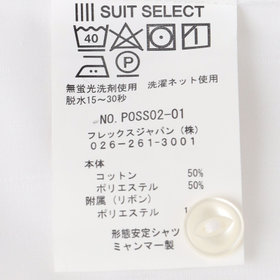 SUIT SELECT
40
P
無蛍光洗剤使用 洗濯ネット使用
脱水15～30秒
NO. POSS02-01
フレックスジャパン（株）
026-261-3001
本体
コットン 50%
ポリエステル 50%
附属（リボン）
ポリエステル
形態安定シャツ
ミャンマー製